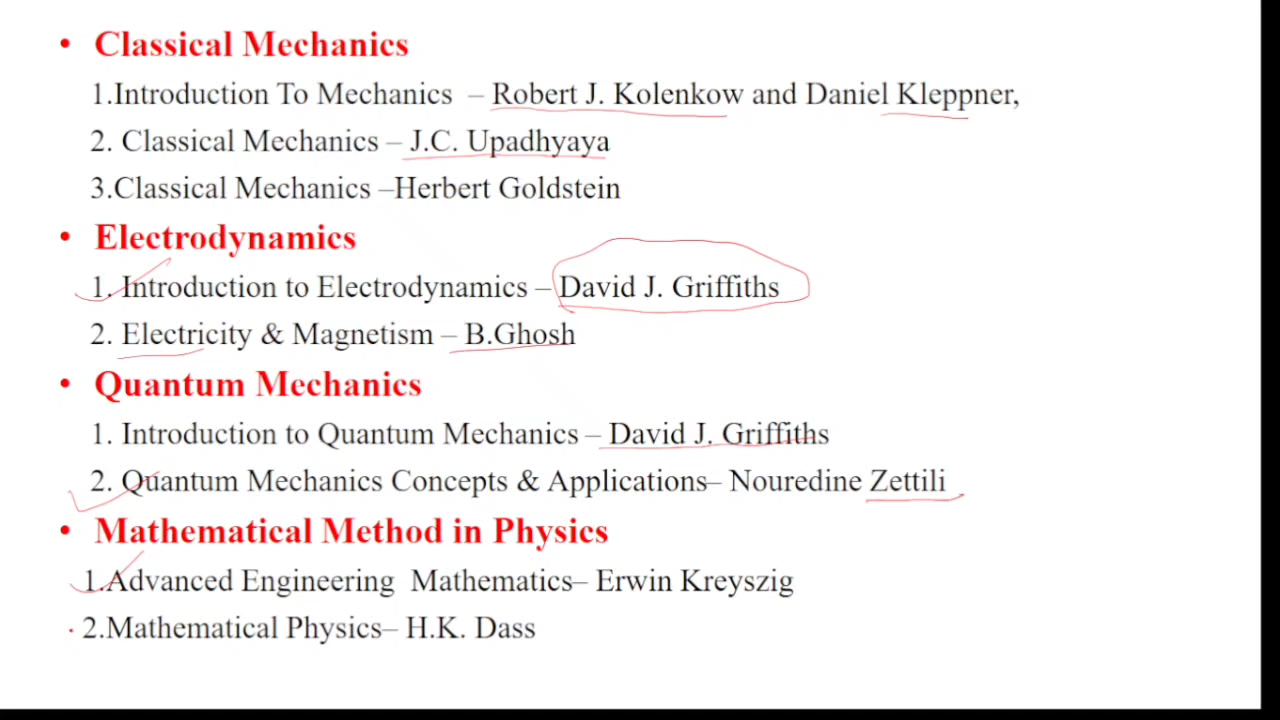 • Classical Mechanics
1.Introduction To Mechanics – Robert J. Kolenkow and Daniel Kleppner,
2. Classical Mechanics – J.C. Upadhyaya
3.Classical Mechanics –Herbert Goldstein
• Electrodynamics
1. Introduction to Electrodynamics – David J. Griffiths
2. Electricity & Magnetism – B.Ghosh
• Quantum Mechanics
1. Introduction to Quantum Mechanics – David J. Griffiths
2. Quantum Mechanics Concepts & Applications– Nouredine Zettili
• Mathematical Method in Physics
1.Advanced Engineering Mathematics– Erwin Kreyszig
2.Mathematical Physics– H.K. Dass